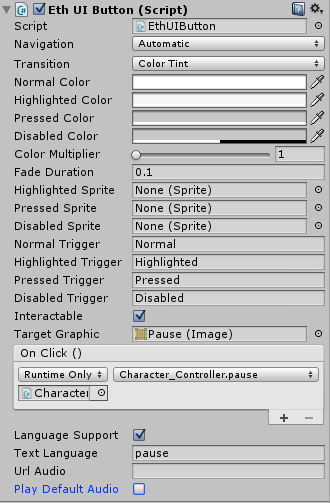 Eth UI Button (Script)
Script EthUIButton
Navigation Automatic
Transition Color Tint
Normal Color
Highlighted Color
Pressed Color
Disabled Color
Color Multiplier 1
Fade Duration 0.1
Highlighted Sprite None (Sprite)
Pressed Sprite None (Sprite)
Disabled Sprite None (Sprite)
Normal Trigger Normal
Highlighted Trigger Highlighted
Pressed Trigger Pressed
Disabled Trigger Disabled
Interactable
Target Graphic Pause (Image)
On Click ()
Runtime Only Character_Controller.pause
Character
Language Support
Text Language pause
Url Audio
Play Default Audio